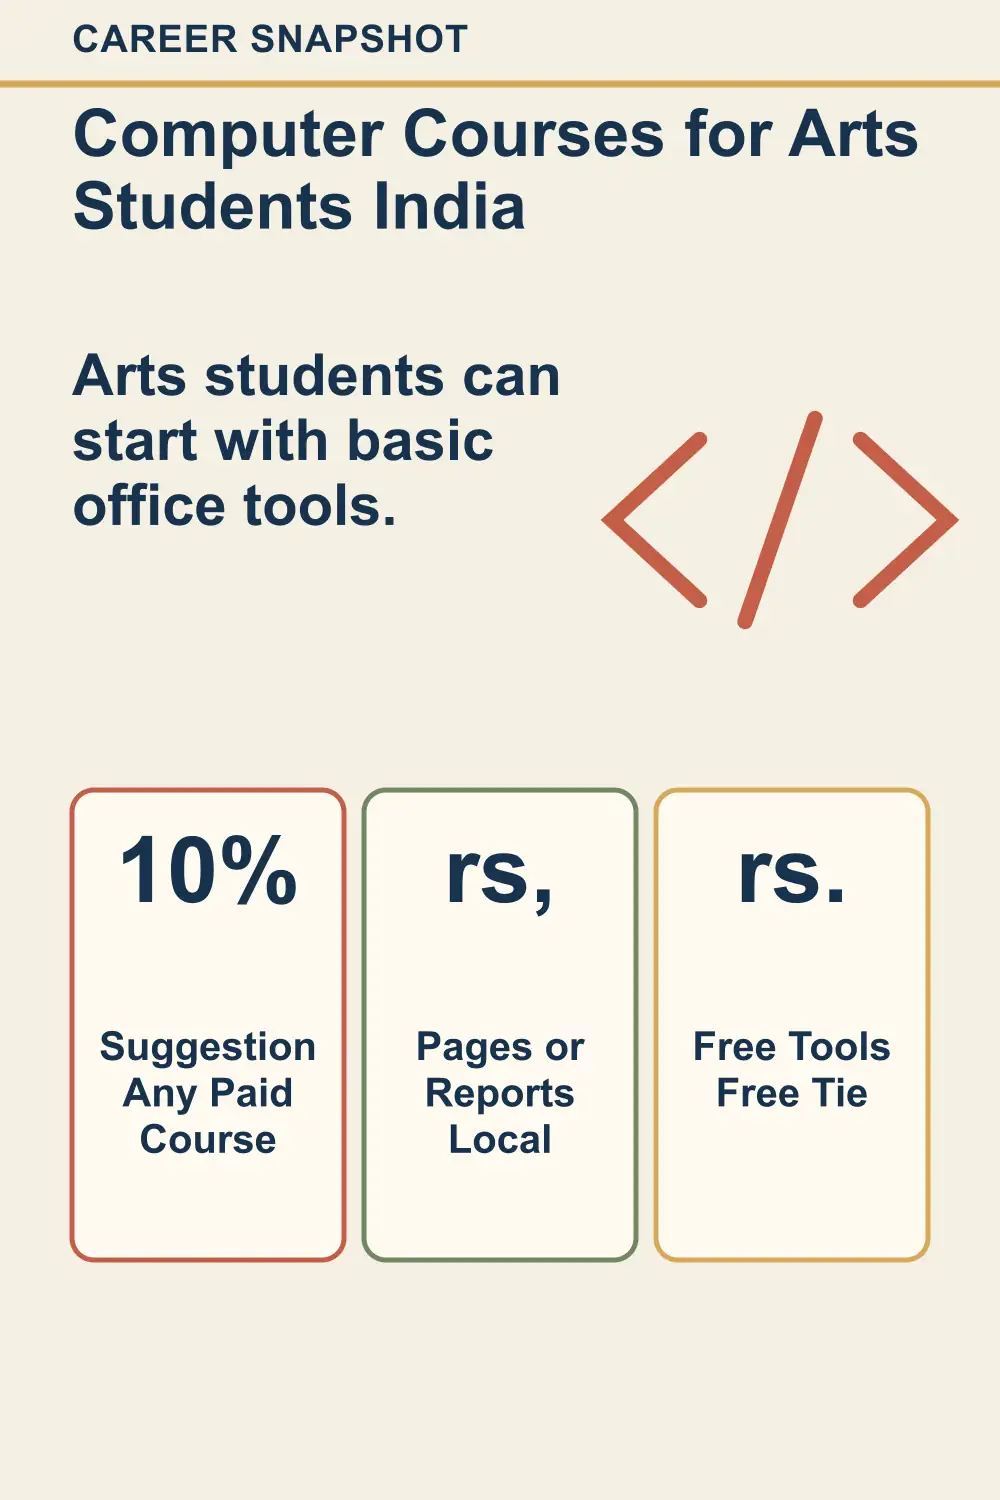 CAREER SNAPSHOT
Computer Courses for Arts
Students India
Arts students can
start with basic
office tools.
</>
10%
Suggestion
Any Paid
Course
rs,
Pages or
Reports
Local
rs.
Free Tools
Free Tie